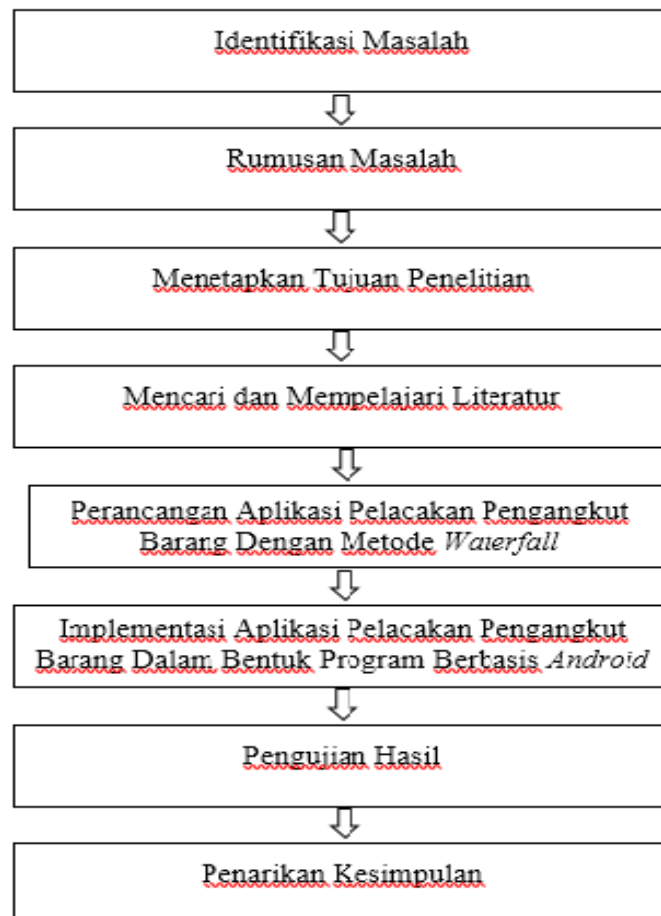 Identifikasi Masalah
Rumusan Masalah
Menetapkan Tujuan Penelitian
Mencari dan Mempelajari Literatur
Perancangan Aplikasi Pelacakan Pengangkut
Barang Dengan Metode Waterfall
Implementasi Aplikasi Pelacakan Pengangkut
Barang Dalam Bentuk Program Berbasis Android
Pengujian Hasil
Penarikan Kesimpulan